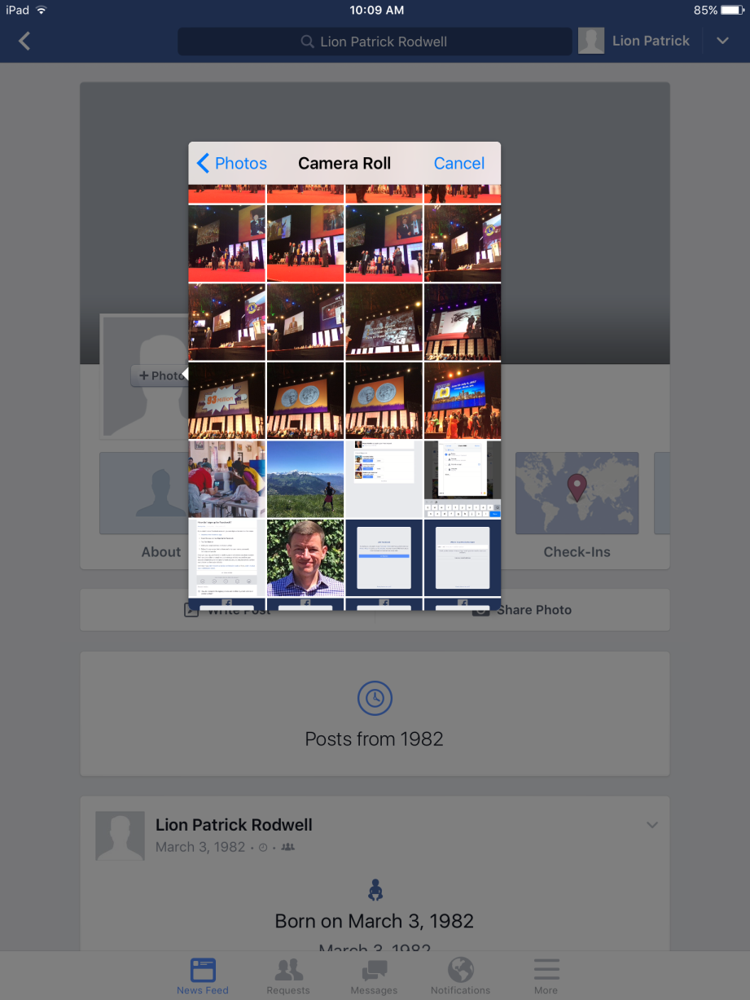 iPad 10:09 AM 85%
Lion Patrick Rodwell
Lion Patrick
Photos Camera Roll Cancel
+ Photo
93 Million
About
Check-Ins
Write Post
Share Photo
Posts from 1982
Lion Patrick Rodwell
March 3, 1982
Born on March 3, 1982
March 3, 1982
News Feed Requests Messages Notifications More